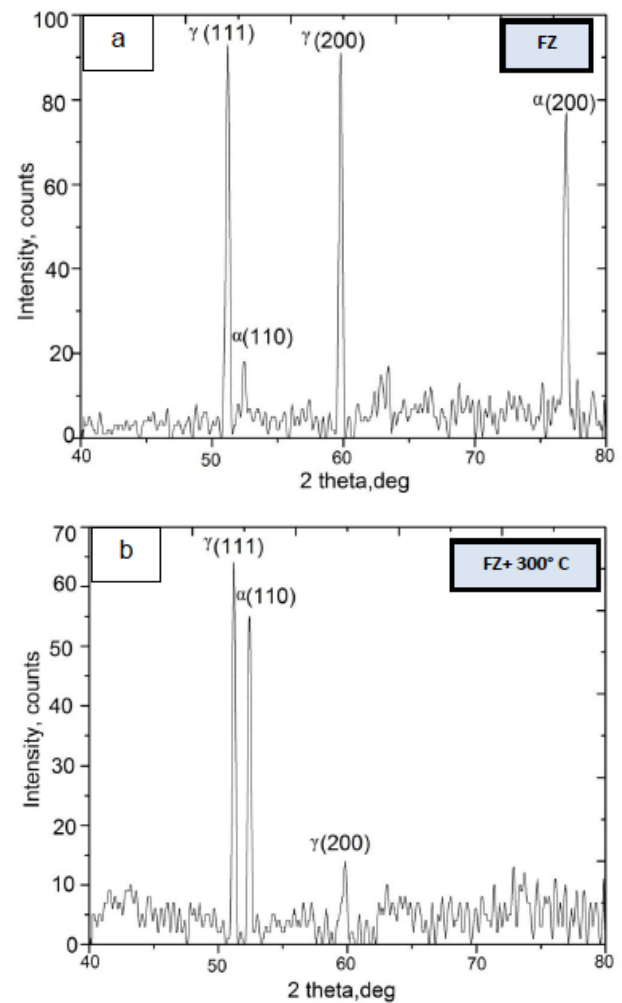 a
FZ
γ (111)
γ (200)
α (200)
α (110)
100
80
60
40
20
0
40
50
60
70
80
Intensity, counts
2 theta,deg
b
FZ+ 300° C
γ (111)
α (110)
γ (200)
70
60
50
40
30
20
10
0
40
50
60
70
80
Intensity, counts
2 theta,deg